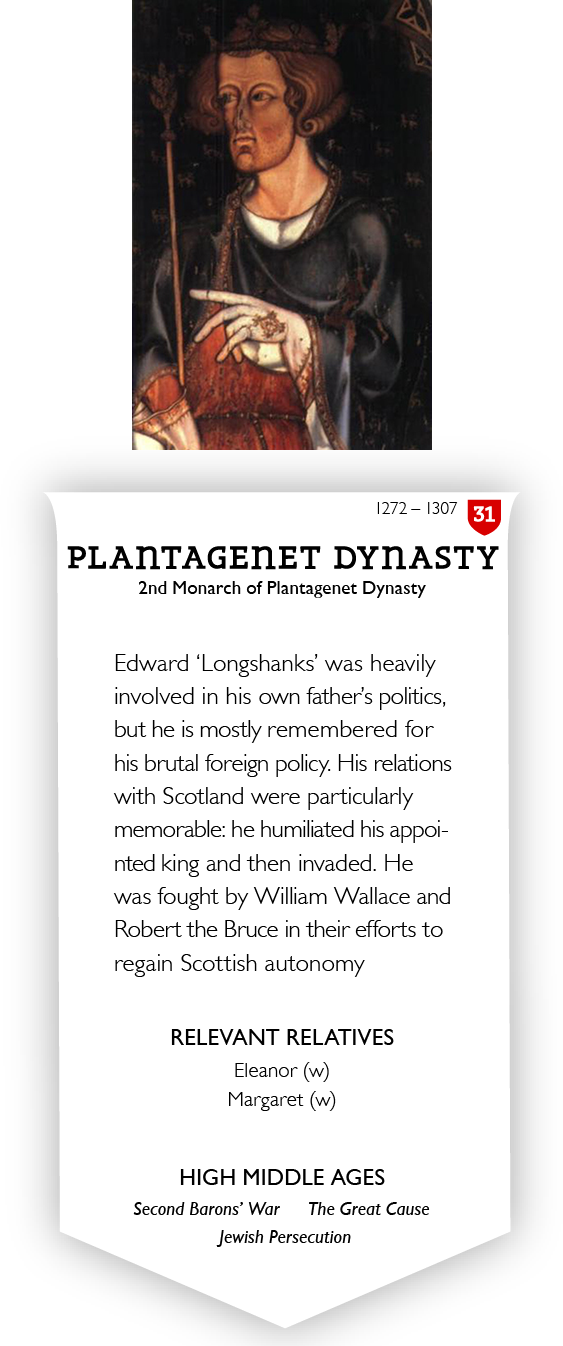 1272 – 1307 31
PLANTAGENET DYNASTY
2nd Monarch of Plantagenet Dynasty
Edward ‘Longshanks’ was heavily
involved in his own father’s politics,
but he is mostly remembered for
his brutal foreign policy. His relations
with Scotland were particularly
memorable: he humiliated his appoi-
nted king and then invaded. He
was fought by William Wallace and
Robert the Bruce in their efforts to
regain Scottish autonomy
RELEVANT RELATIVES
Eleanor (w)
Margaret (w)
HIGH MIDDLE AGES
Second Barons’ War The Great Cause
Jewish Persecution